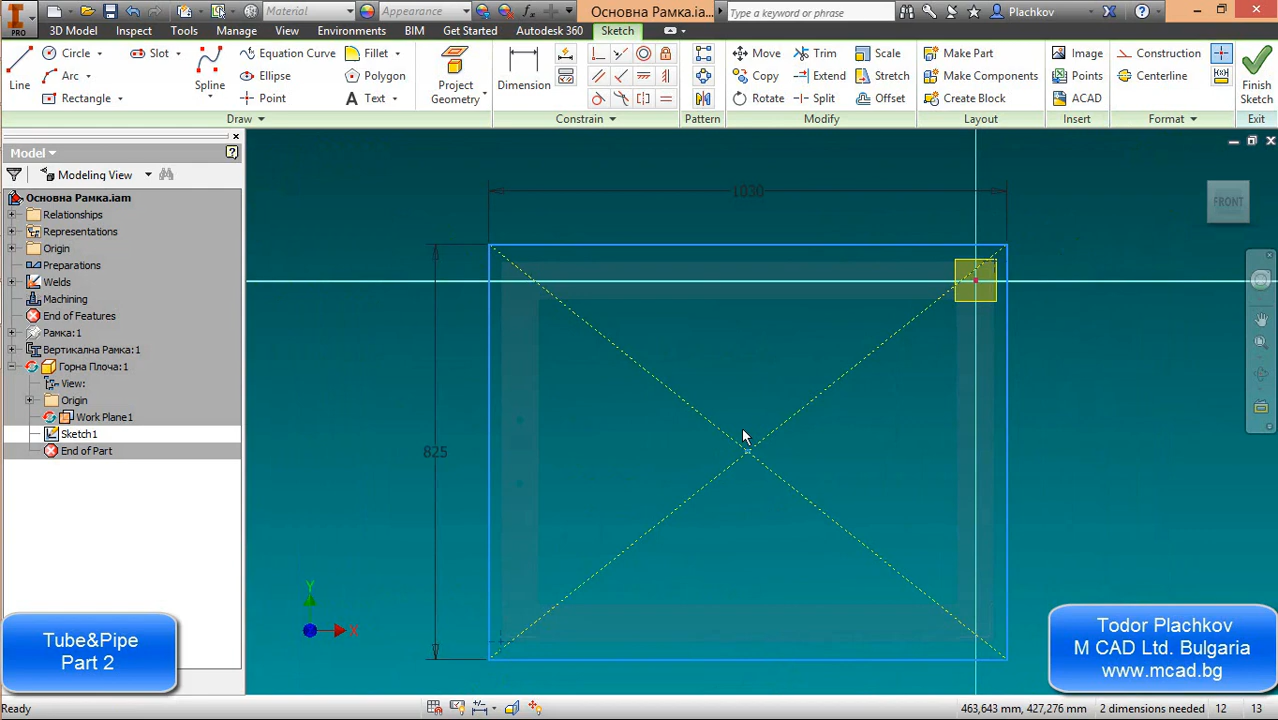 Material
Appearance
Основна Рамка.ia...
Type a keyword or phrase
Plachkov
PRO
3D Model
Inspect
Tools
Manage
View
Environments
BIM
Get Started
Autodesk 360
Sketch
Line
Circle
Arc
Rectangle
Slot
Spline
Equation Curve
Ellipse
Point
Fillet
Polygon
Text
Project Geometry
Dimension
Move
Copy
Rotate
Trim
Extend
Split
Scale
Stretch
Offset
Make Part
Make Components
Create Block
Image
Points
ACAD
Construction
Centerline
Finish Sketch
Draw
Constrain
Pattern
Modify
Layout
Insert
Format
Exit
Model
Modeling View
Основна Рамка.iam
Relationships
Representations
Origin
Preparations
Welds
Machining
End of Features
Рамка:1
Вертикална Рамка:1
Горна Плоча:1
View:
Origin
Work Plane1
Sketch1
End of Part
1030
825
FRONT
Y
X
Tube&Pipe
Part 2
Todor Plachkov
M CAD Ltd. Bulgaria
www.mcad.bg
Ready
463,643 mm, 427,276 mm
2 dimensions needed
12
13